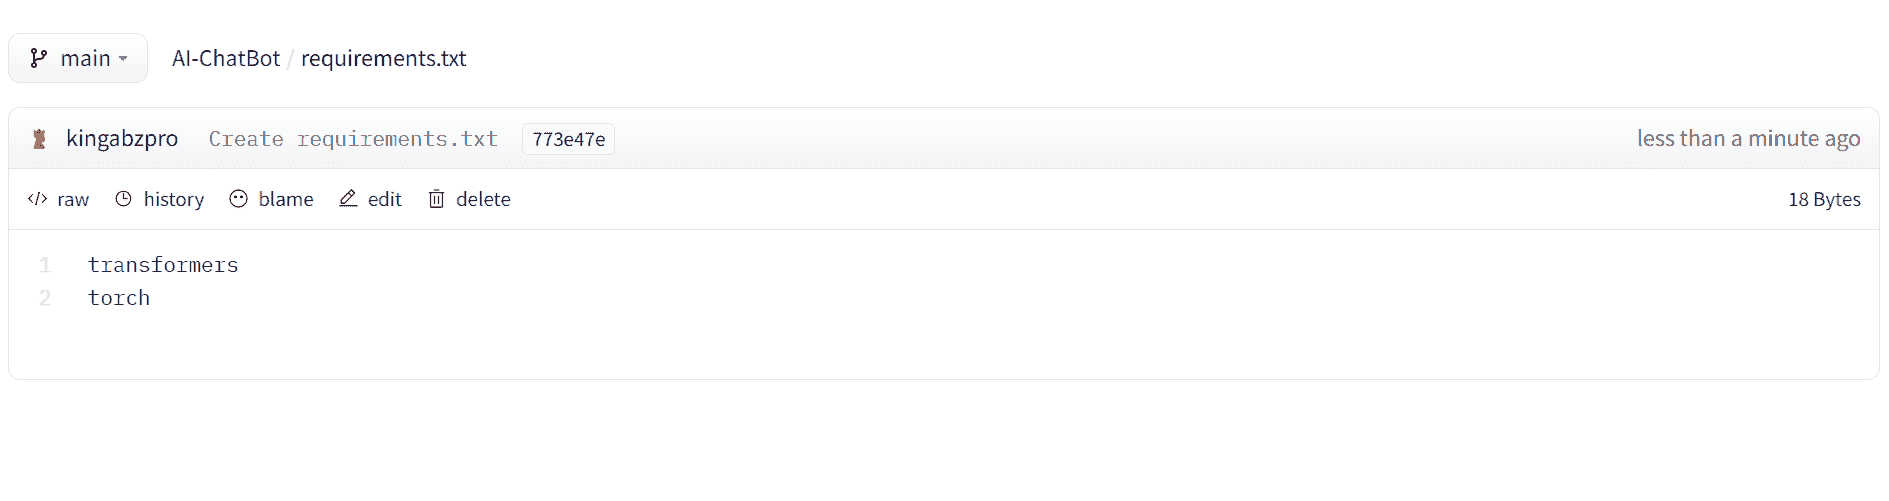 main AI-ChatBot / requirements.txt
kingabzpro Create requirements.txt 773e47e less than a minute ago
</> raw history blame edit delete 18 Bytes
1 transformers
2 torch